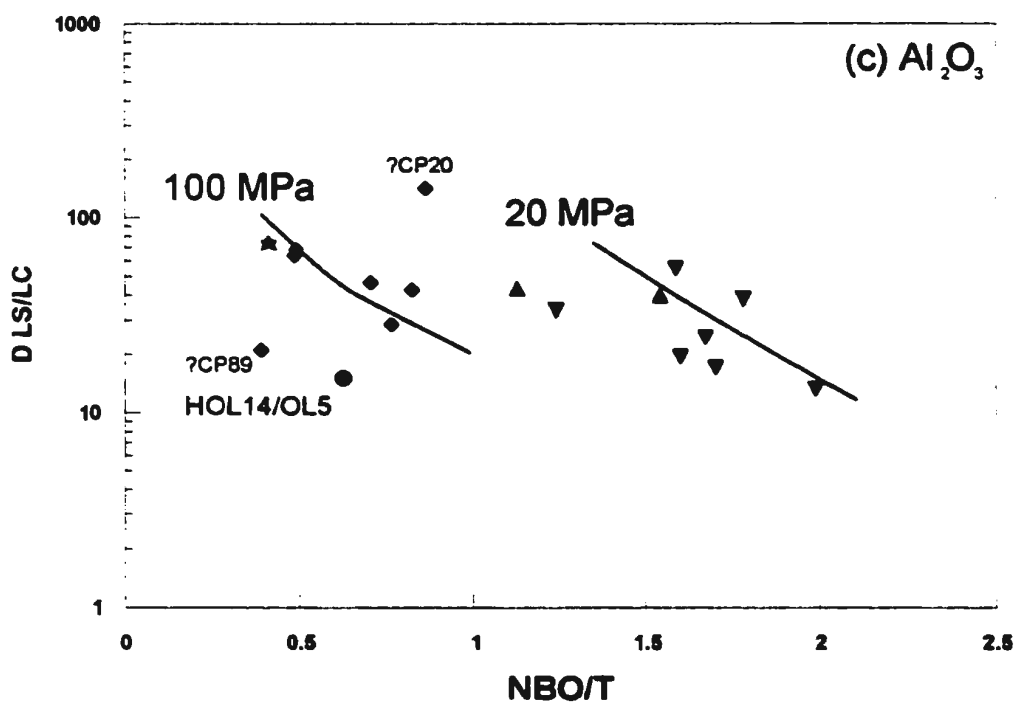 1000
(c) Al₂O₃
?CP20
100 MPa
100
20 MPa
D LS/LC
?CP89
HOL14/OL5
10
1
0
0.5
1
1.5
2
2.5
NBO/T